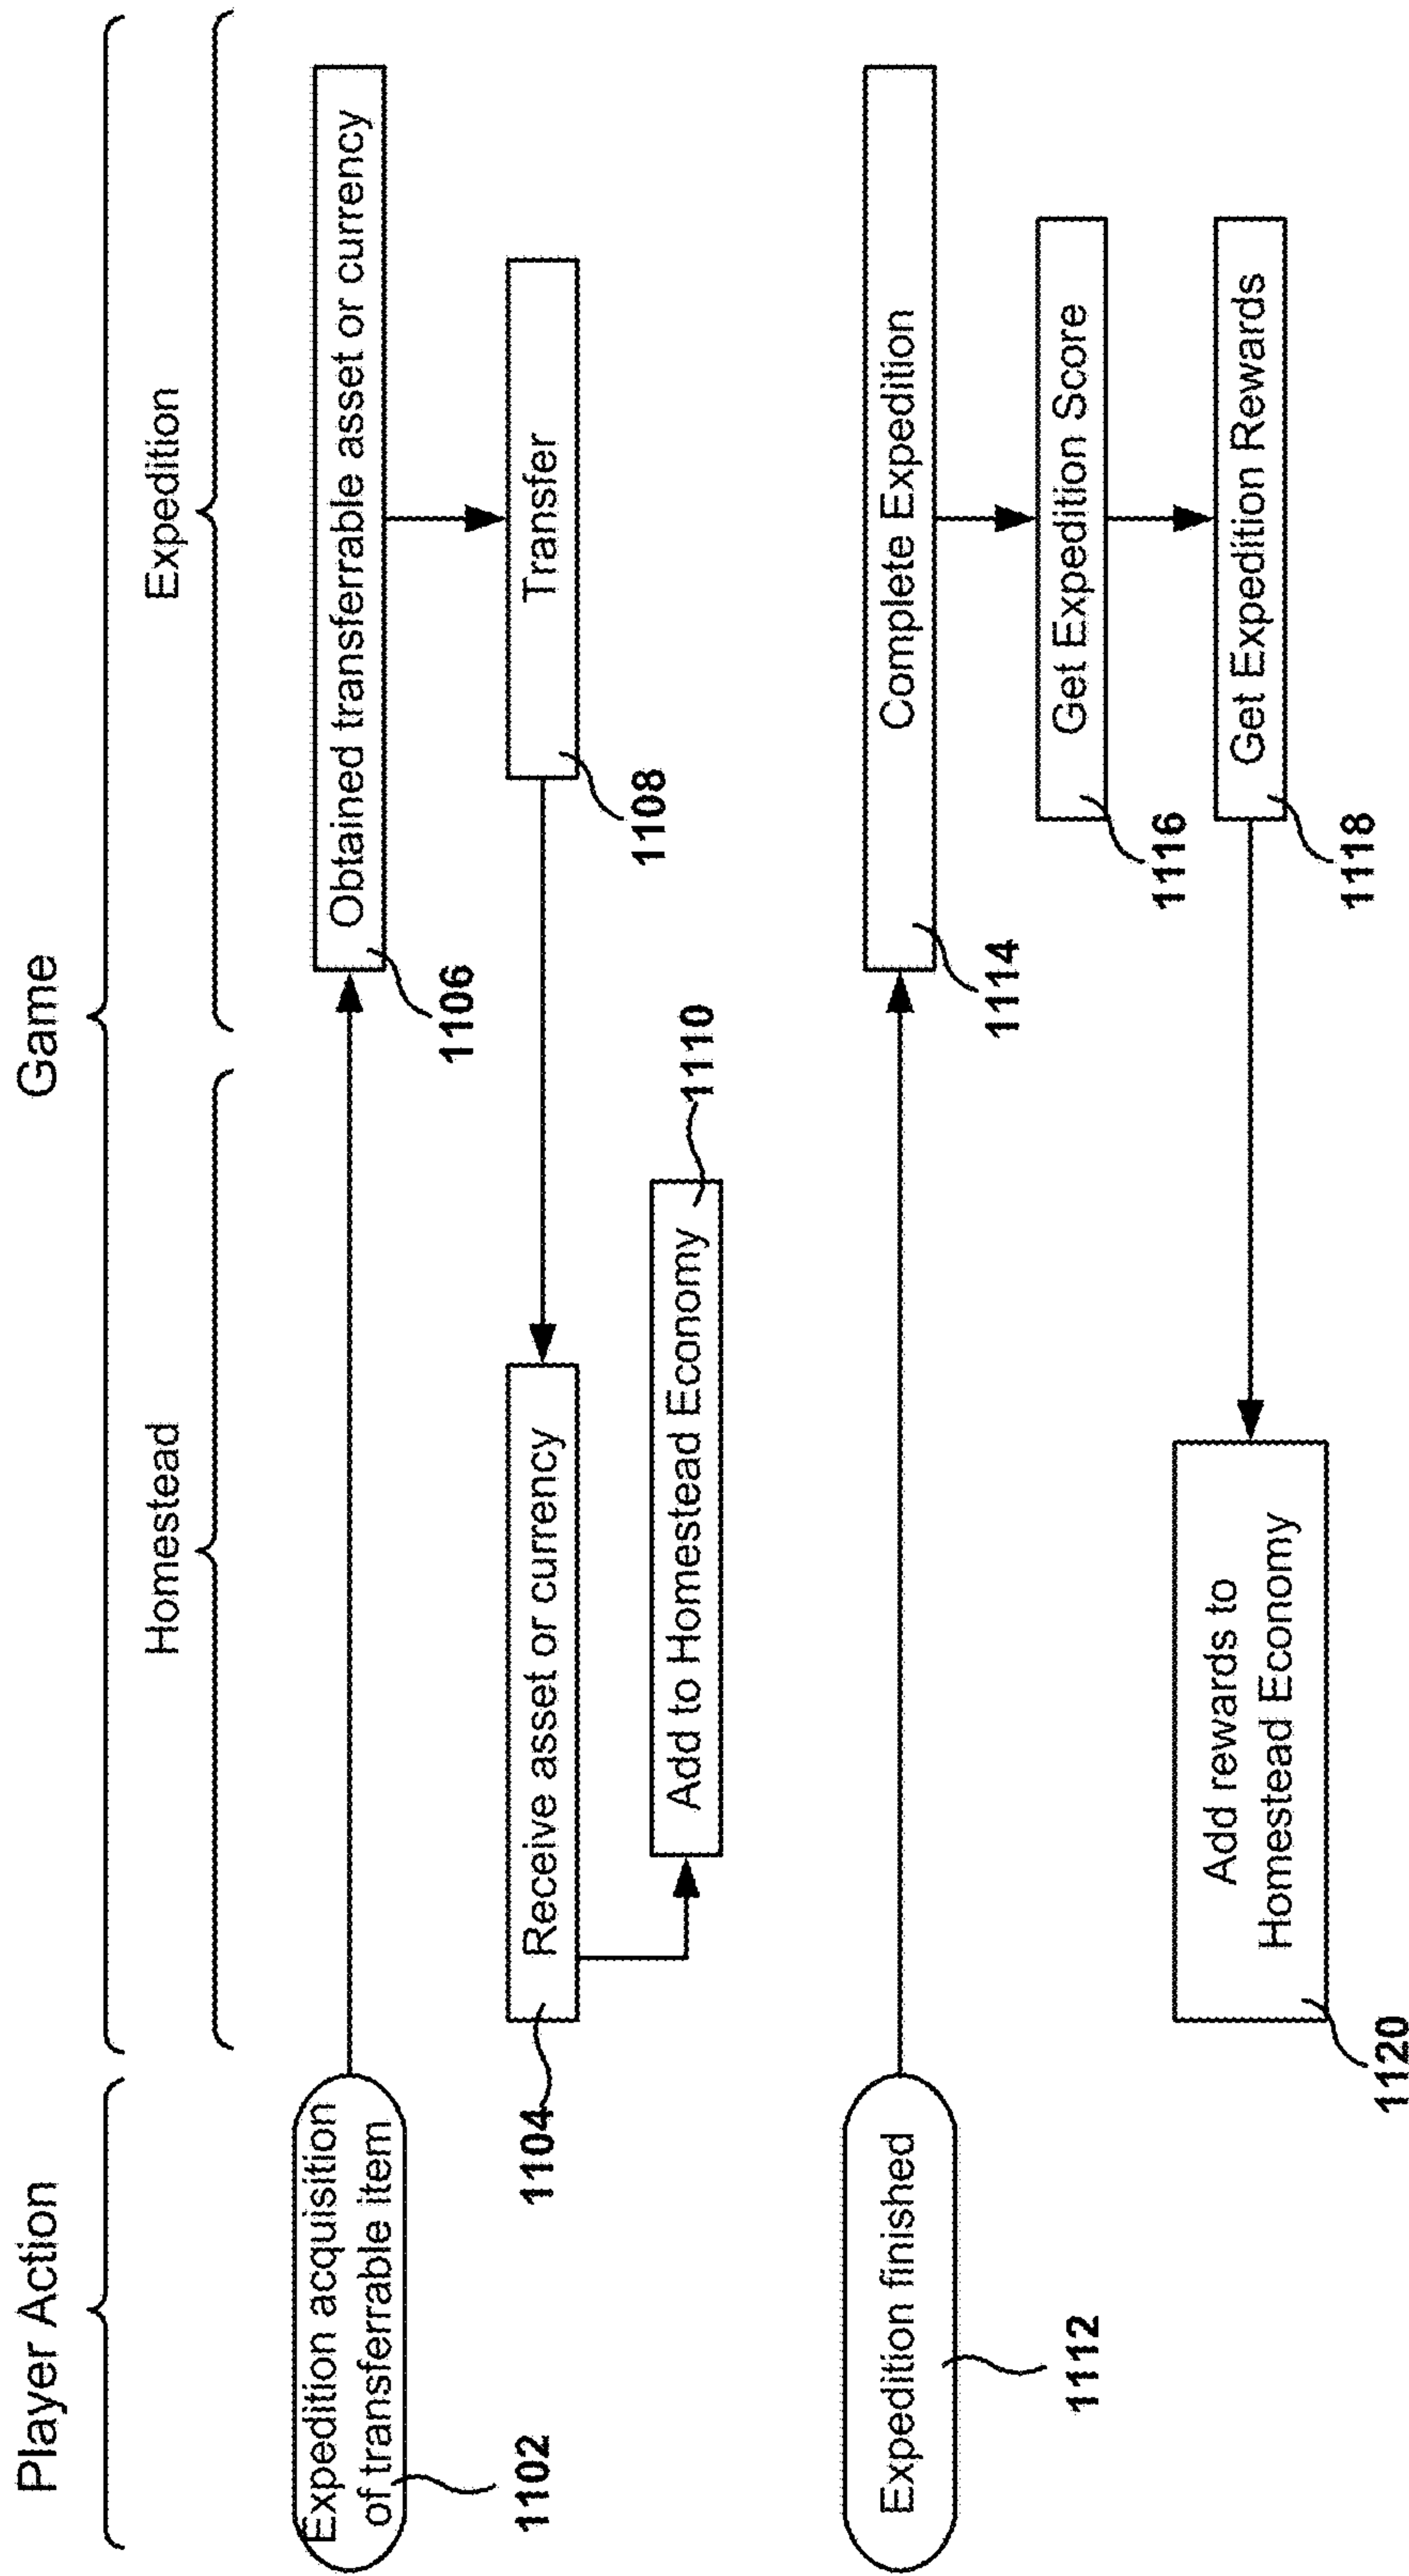 Player Action
Game
Homestead
Expedition
Expedition acquisition
of transferrable item
1102
Obtained transferrable asset or currency
1106
Receive asset or currency
1104
Transfer
1108
Add to Homestead Economy
1110
Expedition finished
1112
Complete Expedition
1114
Get Expedition Score
1116
Add rewards to
Homestead Economy
1120
Get Expedition Rewards
1118